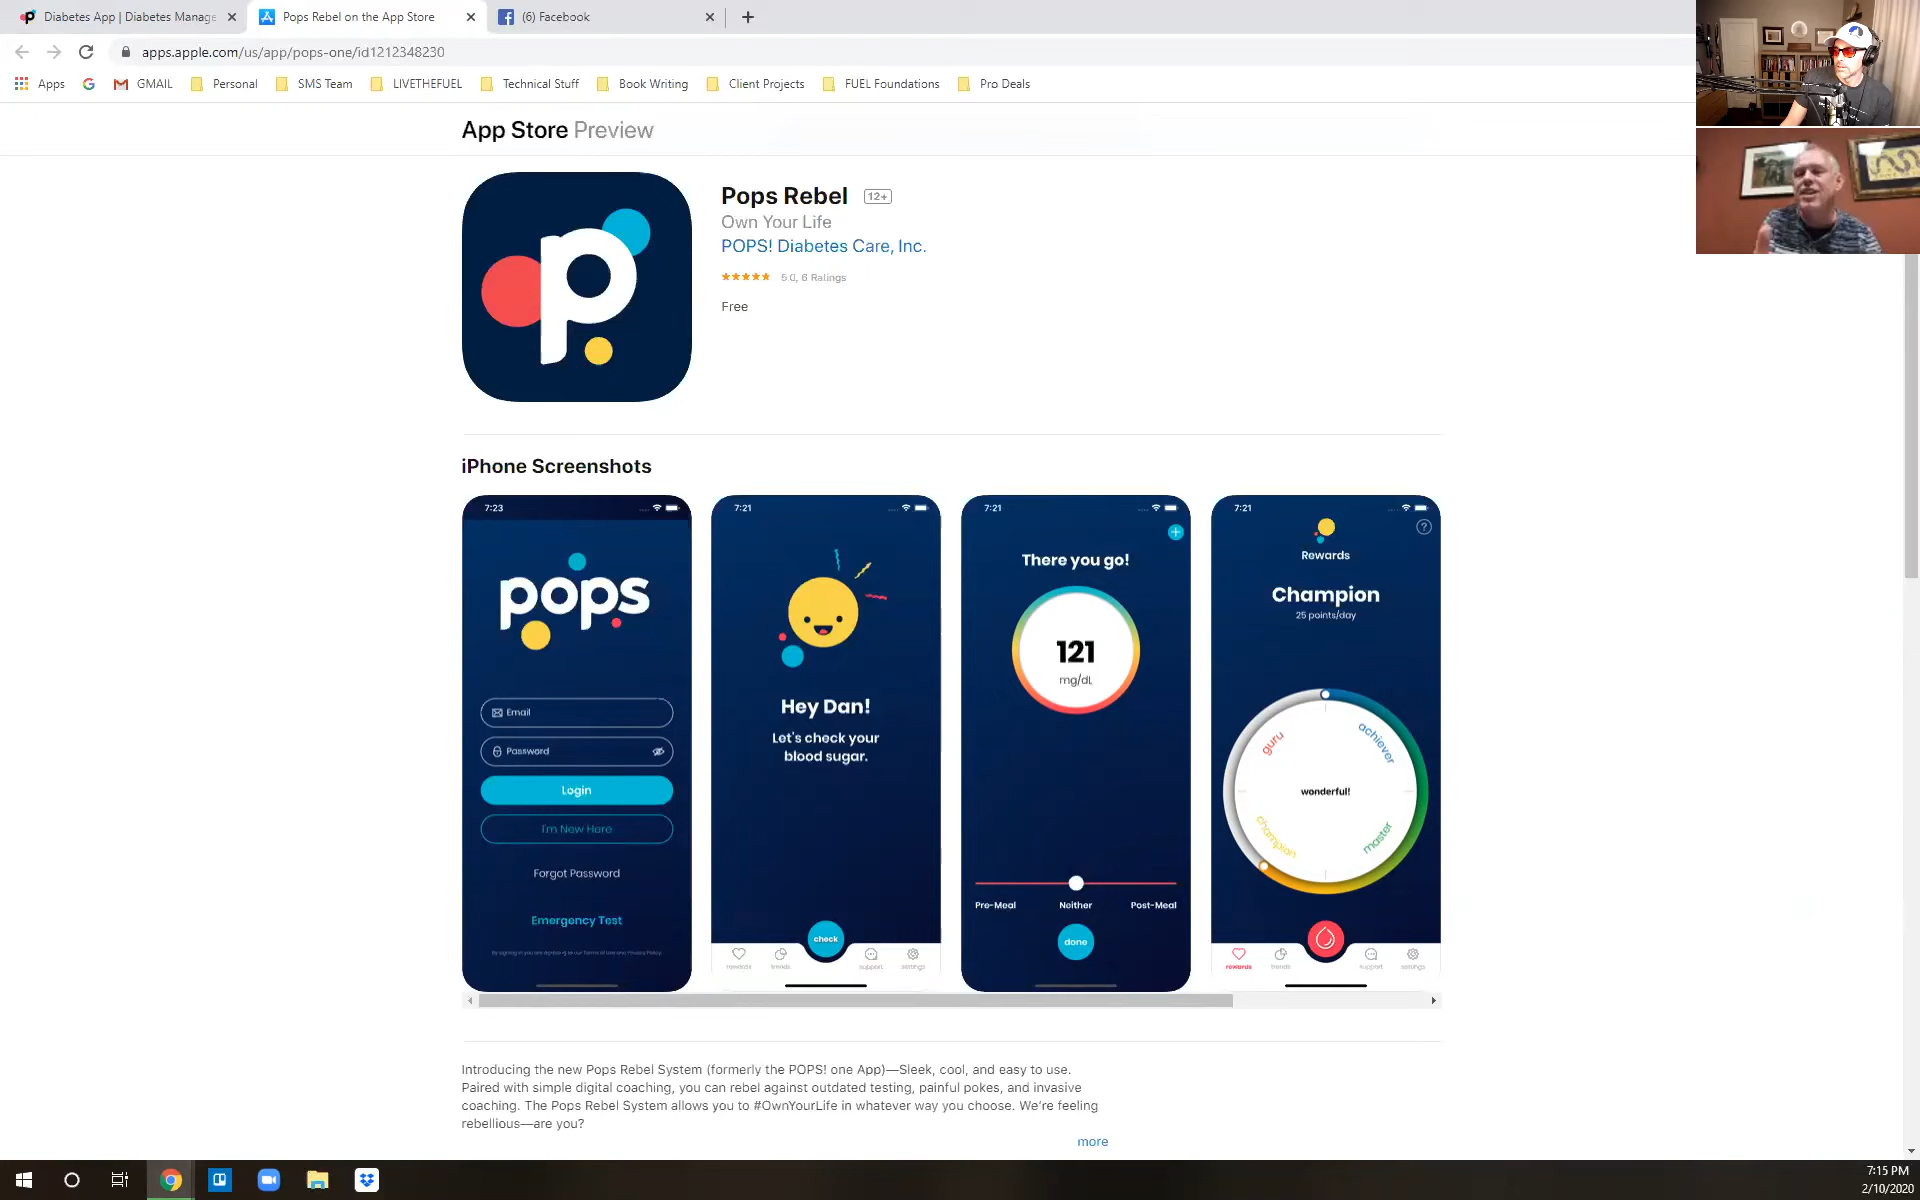 Diabetes App | Diabetes Manage
Pops Rebel on the App Store
(6) Facebook
apps.apple.com/us/app/pops-one/id1212348230
Apps
GMAIL
Personal
SMS Team
LIVETHEFUEL
Technical Stuff
Book Writing
Client Projects
FUEL Foundations
Pro Deals
App Store Preview
Pops Rebel 12+
Own Your Life
POPS! Diabetes Care, Inc.
★★★★★ 5.0, 6 Ratings
Free
iPhone Screenshots
7:23
pops
Email
Password
Login
I'm New Here
Forgot Password
Emergency Test
7:21
Hey Dan!
Let's check your
blood sugar.
check
rewards
trends
support
settings
7:21
There you go!
121
mg/dL
Pre-Meal
Neither
Post-Meal
done
7:21
Rewards
Champion
25 points/day
guru
achiever
wonderful!
champion
master
rewards
trends
support
settings
Introducing the new Pops Rebel System (formerly the POPS! one App)—Sleek, cool, and easy to use.
Paired with simple digital coaching, you can rebel against outdated testing, painful pokes, and invasive
coaching. The Pops Rebel System allows you to #OwnYourLife in whatever way you choose. We're feeling
rebellious—are you?
more
7:15 PM
2/10/2020